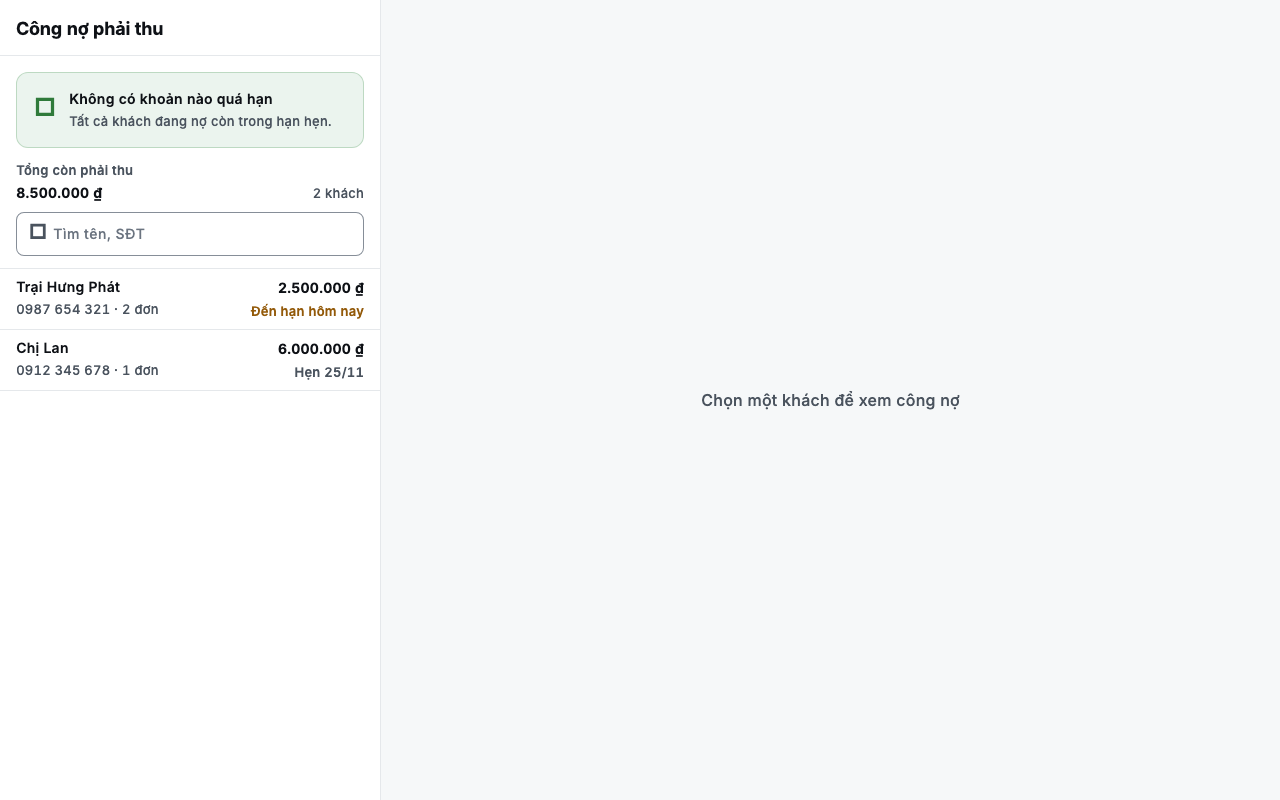 Công nợ phải thu
Không có khoản nào quá hạn
Tất cả khách đang nợ còn trong hạn hẹn.
Tổng còn phải thu
8.500.000 ₫
2 khách
Tìm tên, SĐT
Trại Hưng Phát
2.500.000 ₫
0987 654 321 · 2 đơn
Đến hạn hôm nay
Chị Lan
6.000.000 ₫
0912 345 678 · 1 đơn
Hẹn 25/11
Chọn một khách để xem công nợ